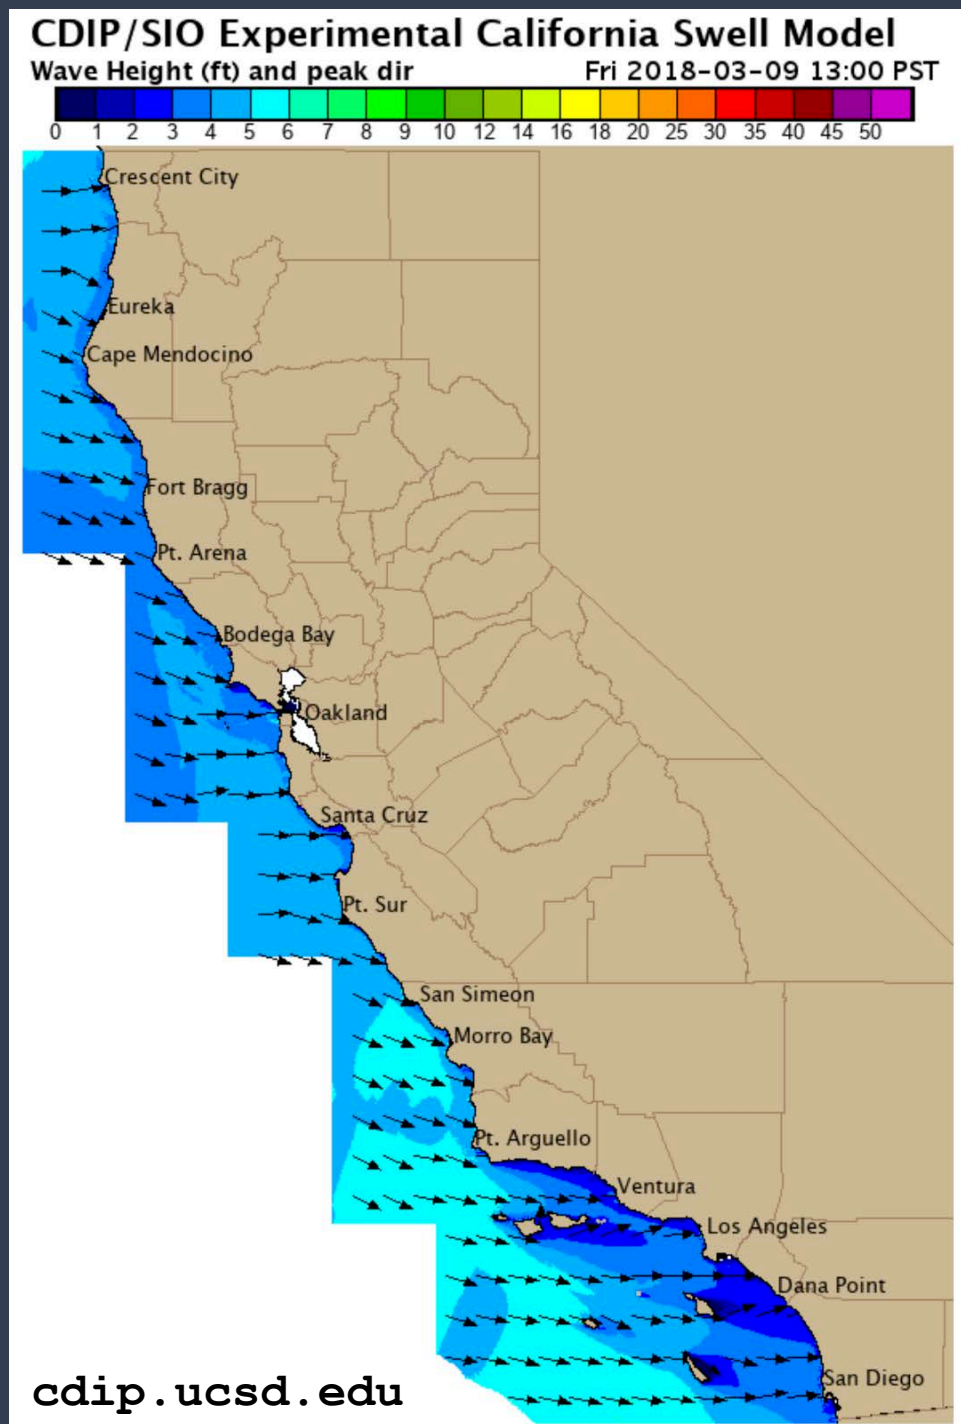 CDIP/SIO Experimental California Swell Model
Wave Height (ft) and peak dir Fri 2018-03-09 13:00 PST
0 1 2 3 4 5 6 7 8 9 10 12 14 16 18 20 25 30 35 40 45 50
Crescent City
Eureka
Cape Mendocino
Fort Bragg
Pt. Arena
Bodega Bay
Oakland
Santa Cruz
Pt. Sur
San Simeon
Morro Bay
Pt. Arguello
Ventura
Los Angeles
Dana Point
San Diego
cdip.ucsd.edu